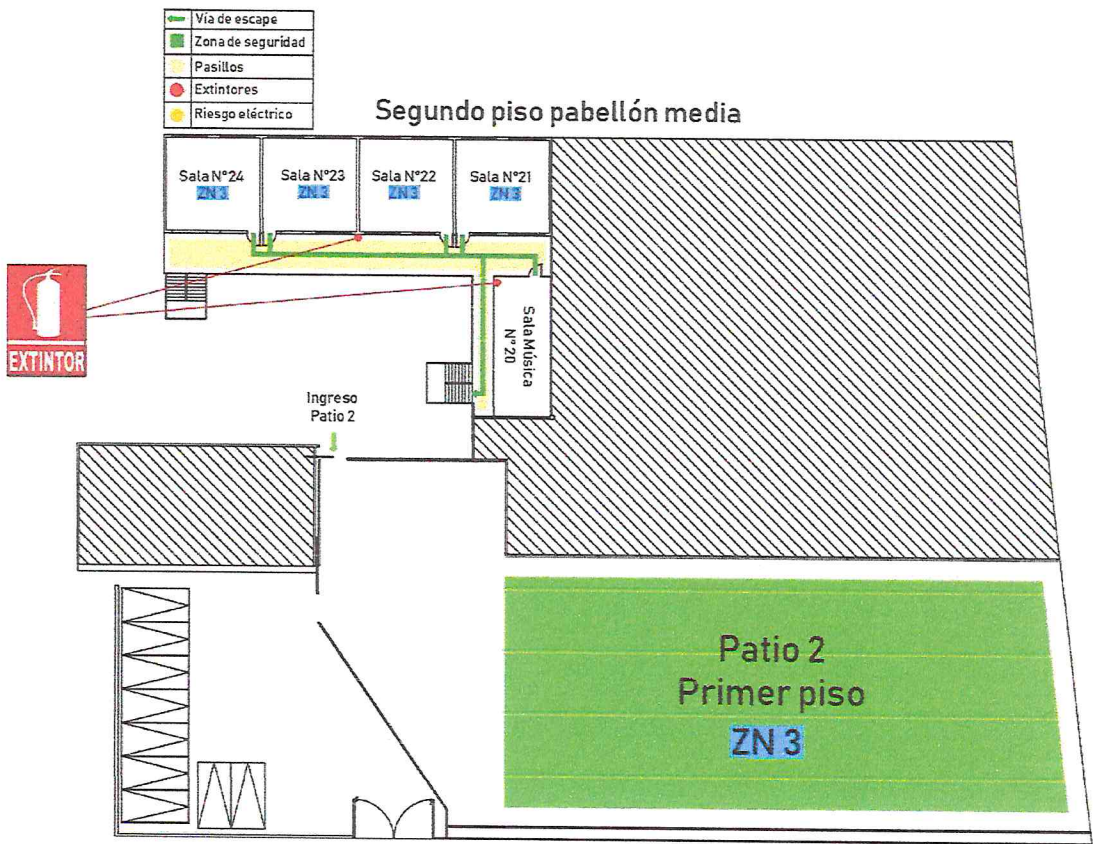 Vía de escape
Zona de seguridad
Pasillos
Extintores
Riesgo eléctrico
Segundo piso pabellón media
Sala N°24
ZN 3
Sala N°23
ZN 3
Sala N°22
ZN 3
Sala N°21
ZN 3
EXTINTOR
Sala Música
N° 20
Ingreso
Patio 2
Patio 2
Primer piso
ZN 3